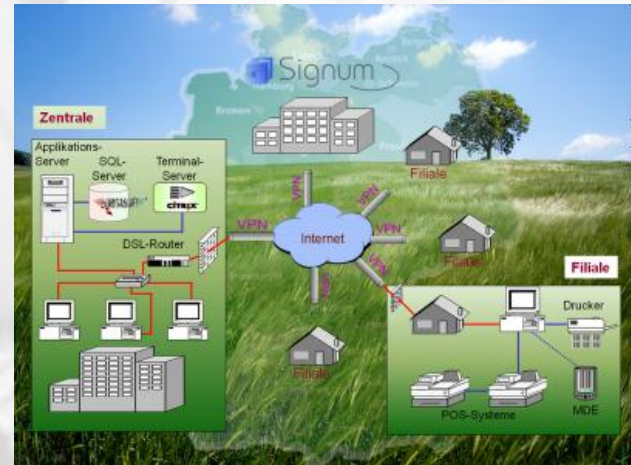 Signum
Zentrale
Applikations-
Server
SQL-
Server
Terminal-
Server
CITRIX
DSL-Router
VPN
VPN
VPN
VPN
VPN
VPN
Internet
Bremen
Filiale
Filiale
Filiale
Filiale
Drucker
POS-Systeme
MDE